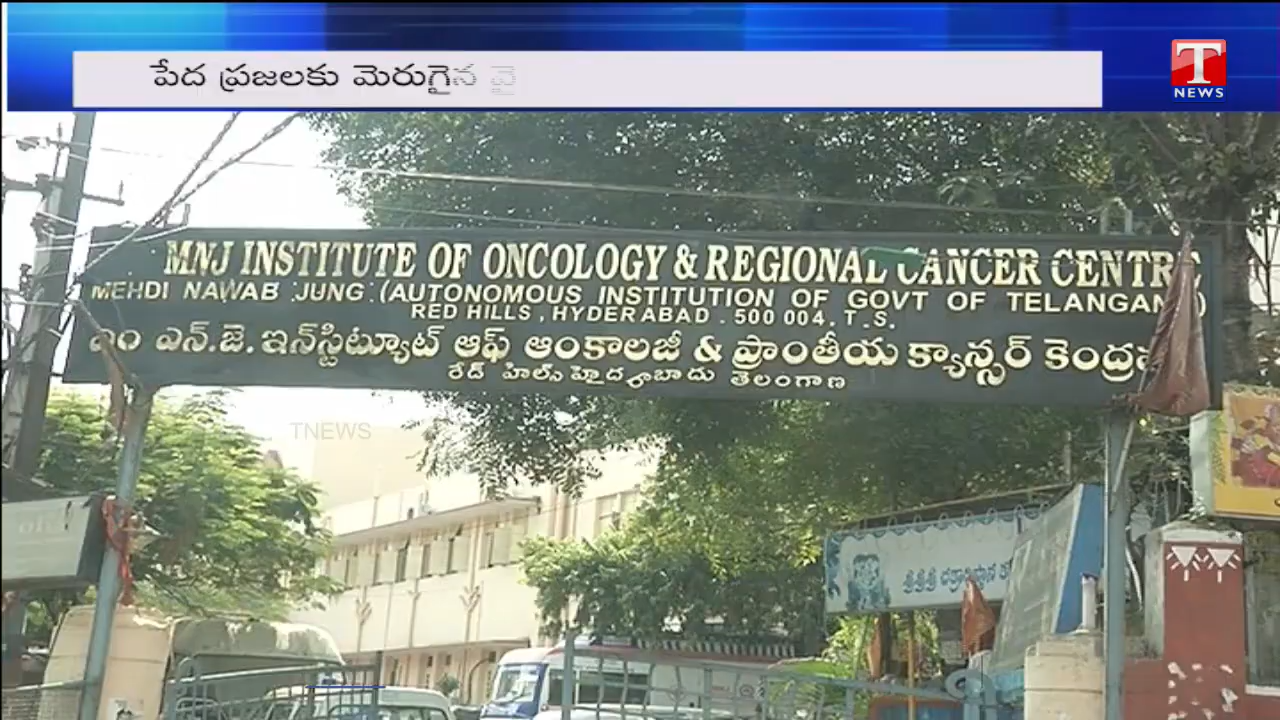 పేద ప్రజలకు మెరుగైన వై
T
NEWS
MNJ INSTITUTE OF ONCOLOGY & REGIONAL CANCER CENTRE
MEHDI NAWAB JUNG (AUTONOMOUS INSTITUTION OF GOVT OF TELANGANA)
RED HILLS, HYDERABAD. 500 004. T.S.
ఎం ఎన్.జె. ఇన్‌స్టిట్యూట్ ఆఫ్ ఆంకాలజీ & ప్రాంతీయ క్యాన్సర్ కేంద్రము
రేడ్ హిల్స్ హైద్రాబాదు తెలంగాణ
TNEWS
శ్రీశ్రీశ్రీ